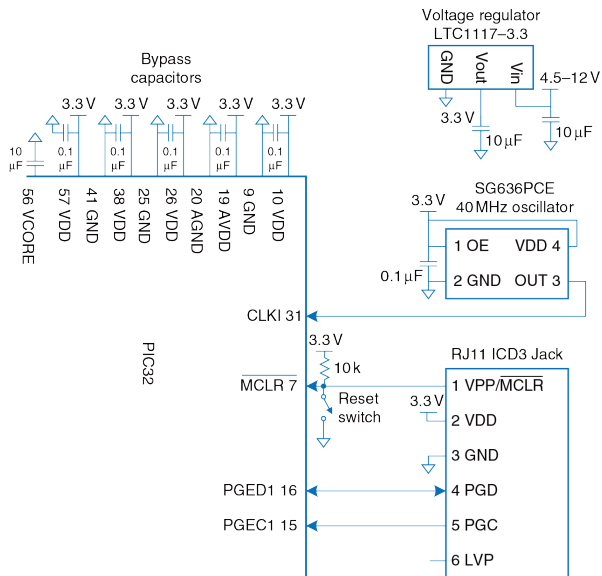 Voltage regulator
LTC1117–3.3
GND
Vout
Vin
4.5–12 V
3.3 V
10 µF
10 µF
Bypass
capacitors
3.3 V
3.3 V
3.3 V
3.3 V
3.3 V
10
µF
0.1
µF
0.1
µF
0.1
µF
0.1
µF
0.1
µF
56 VCORE
57 VDD
41 GND
38 VDD
25 GND
26 VDD
20 AGND
19 AVDD
9 GND
10 VDD
SG636PCE
40 MHz oscillator
3.3 V
1 OE
VDD 4
0.1 µF
2 GND
OUT 3
CLKI 31
PIC32
3.3 V
10 k
MCLR 7
Reset
switch
RJ11 ICD3 Jack
1 VPP/MCLR
3.3 V
2 VDD
3 GND
PGED1 16
4 PGD
PGEC1 15
5 PGC
6 LVP